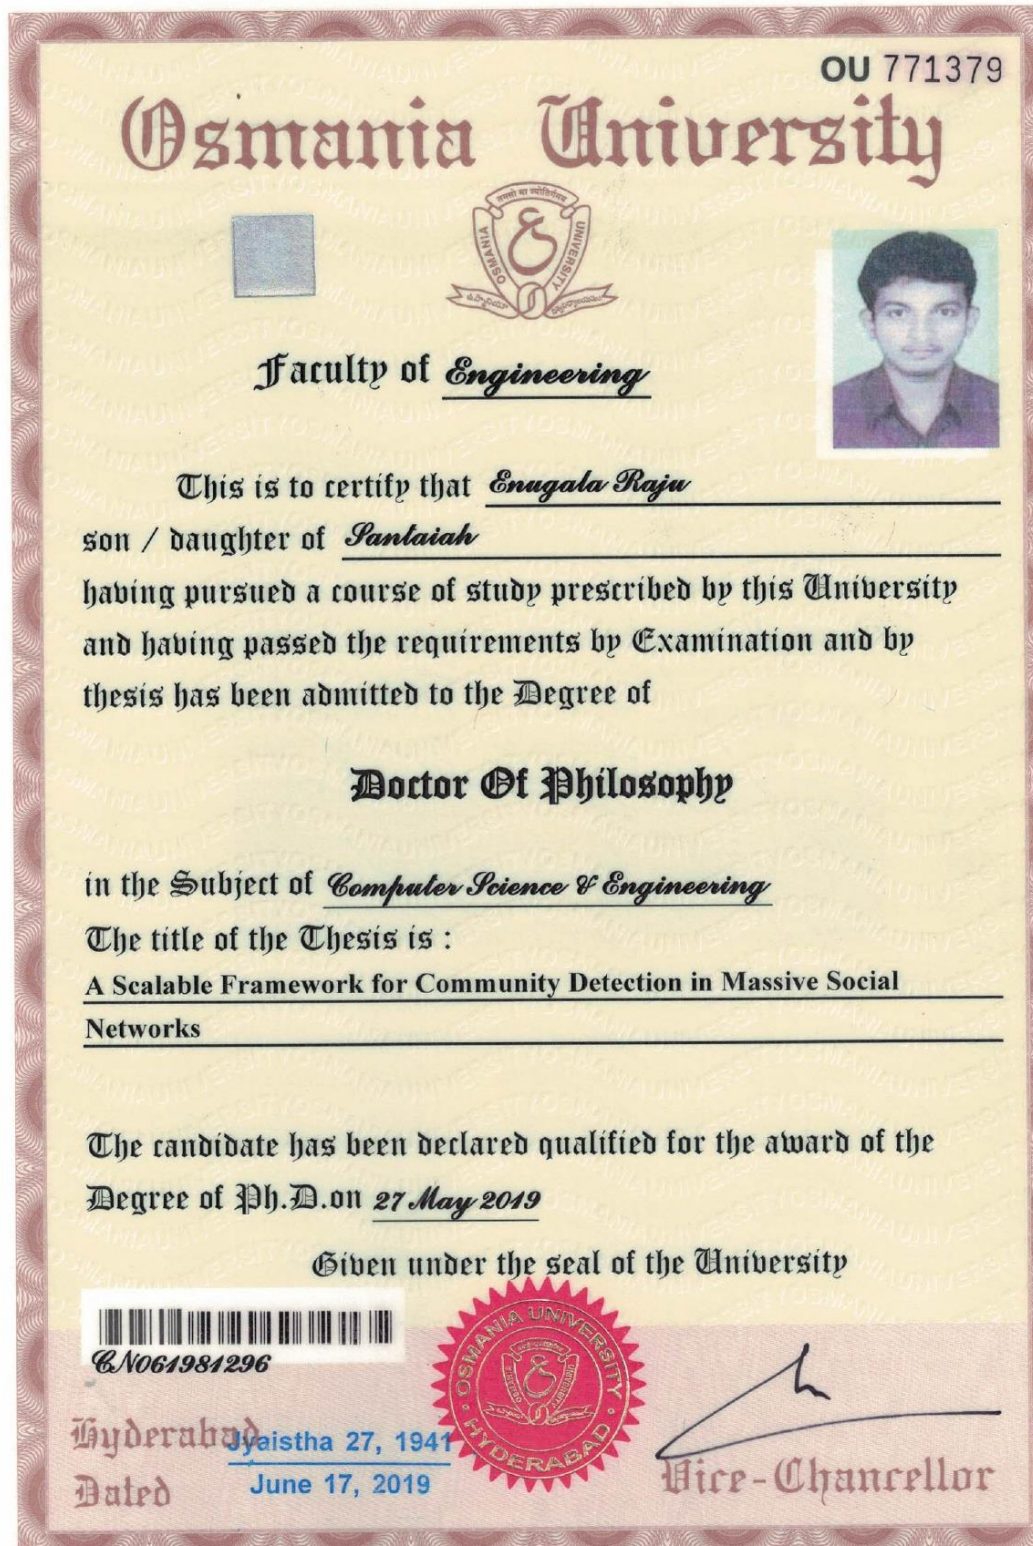 OU 771379
Osmania University
तमसो मा ज्योतिर्गमय
OSMANIA UNIVERSITY
Faculty of Engineering
This is to certify that Enugala Raju
son / daughter of Santaiah
having pursued a course of study prescribed by this University
and having passed the requirements by Examination and by
thesis has been admitted to the Degree of
Doctor Of Philosophy
in the Subject of Computer Science & Engineering
The title of the Thesis is :
A Scalable Framework for Community Detection in Massive Social
Networks
The candidate has been declared qualified for the award of the
Degree of Ph.D.on 27 May 2019
Given under the seal of the University
CN061981296
OSMANIA UNIVERSITY
HYDERABAD
Hyderabad Jyaistha 27, 1941
Dated June 17, 2019
Vice-Chancellor